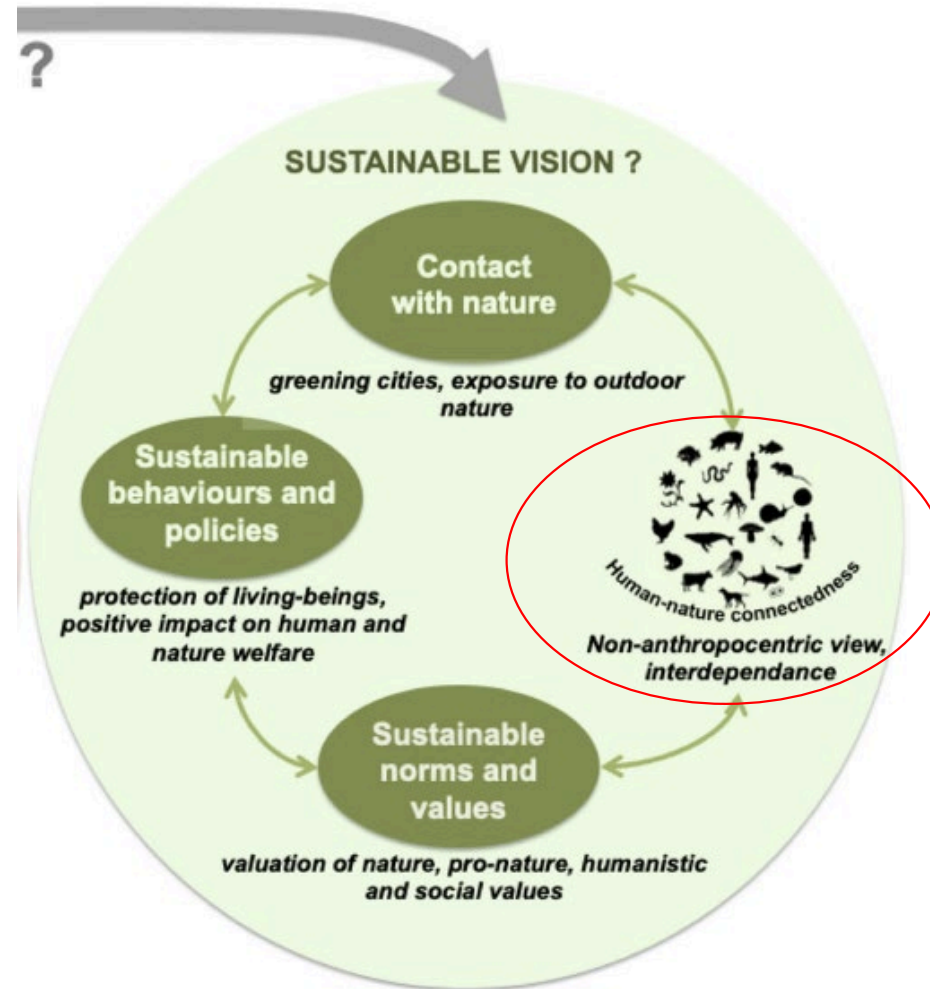 ?
SUSTAINABLE VISION ?
Contact
with nature
greening cities, exposure to outdoor
nature
Sustainable
behaviours and
policies
protection of living-beings,
positive impact on human and
nature welfare
Human-nature connectedness
Non-anthropocentric view,
interdependance
Sustainable
norms and
values
valuation of nature, pro-nature, humanistic
and social values